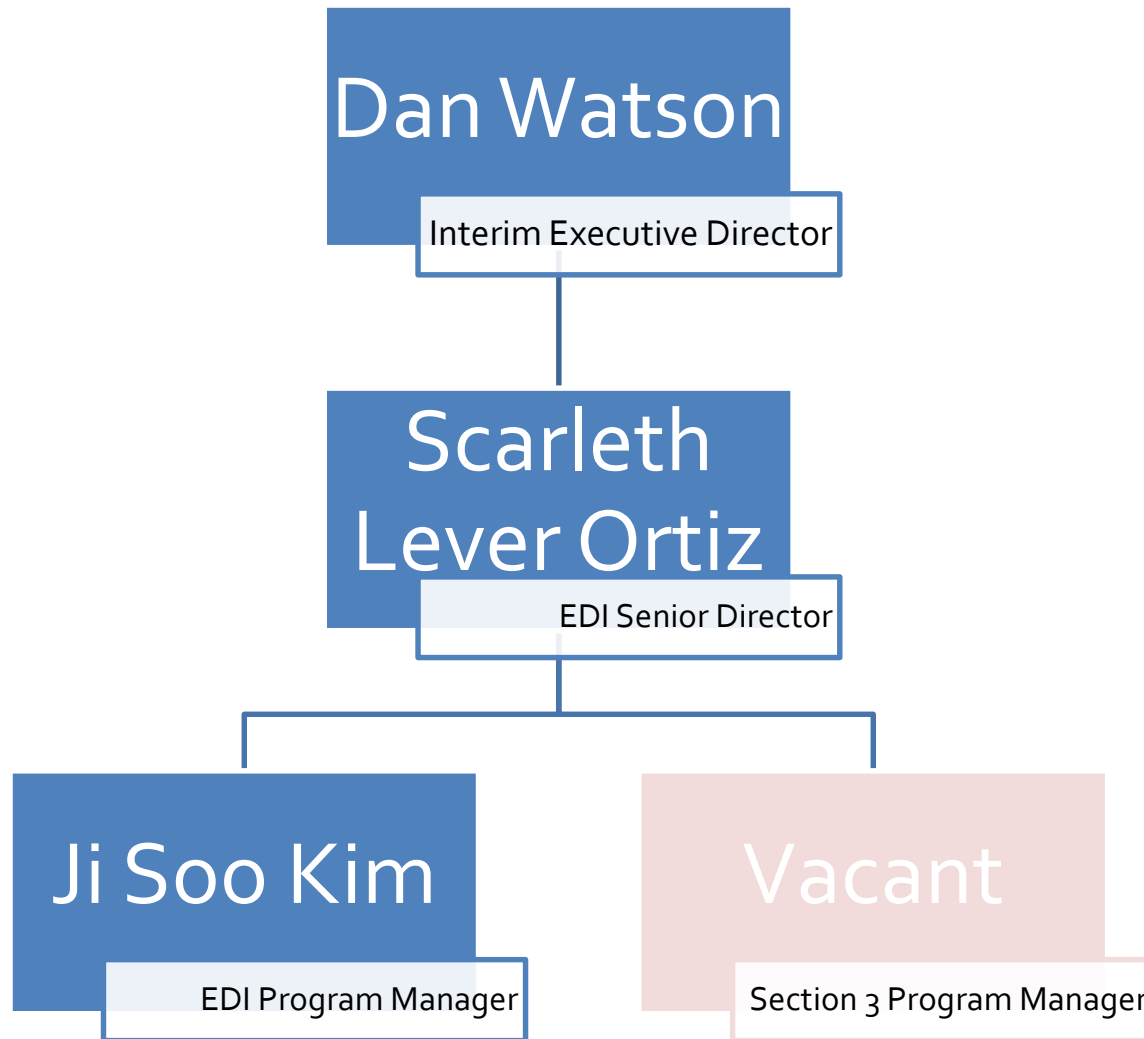 Dan Watson
Interim Executive Director
Scarleth
Lever Ortiz
EDI Senior Director
Ji Soo Kim
EDI Program Manager
Vacant
Section 3 Program Manager